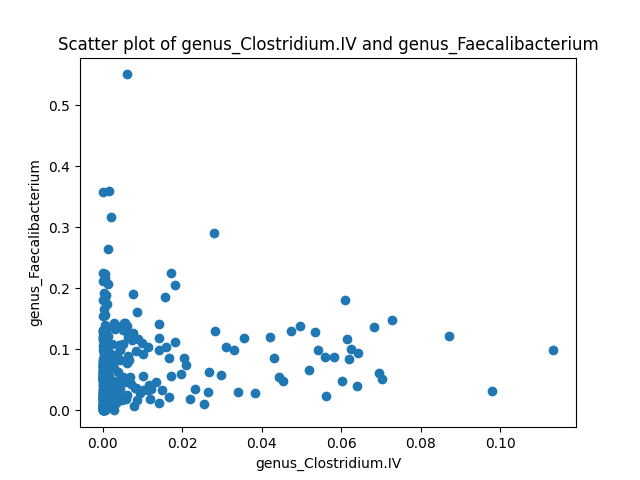 Scatter plot of genus_Clostridium.IV and genus_Faecalibacterium
genus_Faecalibacterium
0.5
0.4
0.3
0.2
0.1
0.0
0.00 0.02 0.04 0.06 0.08 0.10
genus_Clostridium.IV